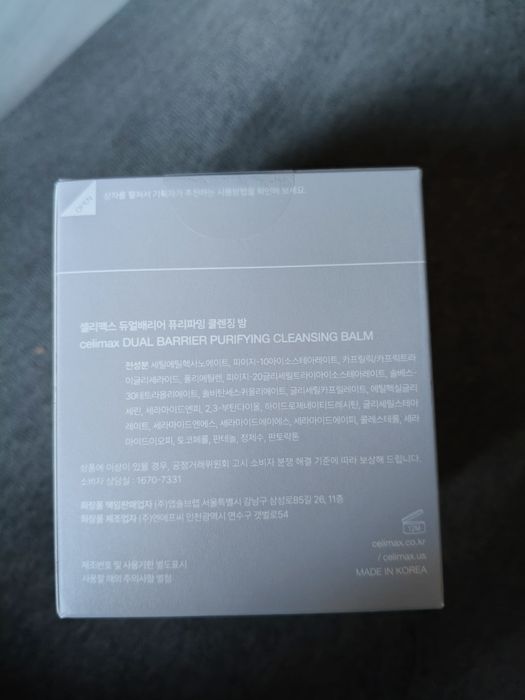 OPEN
상자를 펼쳐서 기획자가 추천하는 사용방법을 확인해 보세요.
셀리맥스 듀얼배리어 퓨리파잉 클렌징 밤
celimax DUAL BARRIER PURIFYING CLEANSING BALM
전성분 세틸에틸헥사노에이트, 피이지-10아이소스테아레이트, 카프릴릭/카프릭트라
이글리세라이드, 폴리에틸렌, 피이지-20글리세릴트라이아이소스테아레이트, 솔베스-
30테트라올리에이트, 솔비탄세스퀴올리에이트, 글리세릴카프릴레이트, 에틸헥실글리
세린, 세라마이드엔피, 2,3-부탄다이올, 하이드로제네이티드레시틴, 글리세릴스테아
레이트, 세라마이드엔에스, 세라마이드에이에스, 세라마이드에이피, 콜레스테롤, 세라
마이드이오피, 토코페롤, 판테놀, 정제수, 판토락톤
상품에 이상이 있을 경우, 공정거래위원회 고시 소비자 분쟁 해결 기준에 따라 보상해 드립니다.
소비자 상담실 : 1670-7331
화장품 책임판매업자 (주)앱솔브랩 서울특별시 강남구 삼성로85길 26, 11층
화장품 제조업자 (주)엔에프씨 인천광역시 연수구 갯벌로54
12M
celimax.co.kr
/ celimax.us
MADE IN KOREA
제조번호 및 사용기한 별도표시
사용할 때의 주의사항 별첨